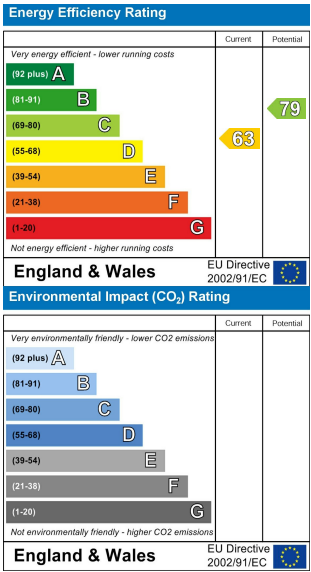 Energy Efficiency Rating
Current Potential
Very energy efficient - lower running costs
(92 plus) A
(81-91) B
(69-80) C
(55-68) D
(39-54) E
(21-38) F
(1-20) G
63
79
Not energy efficient - higher running costs
England & Wales
EU Directive
2002/91/EC
Environmental Impact (CO₂) Rating
Current Potential
Very environmentally friendly - lower CO2 emissions
(92 plus) A
(81-91) B
(69-80) C
(55-68) D
(39-54) E
(21-38) F
(1-20) G
Not environmentally friendly - higher CO2 emissions
England & Wales
EU Directive
2002/91/EC